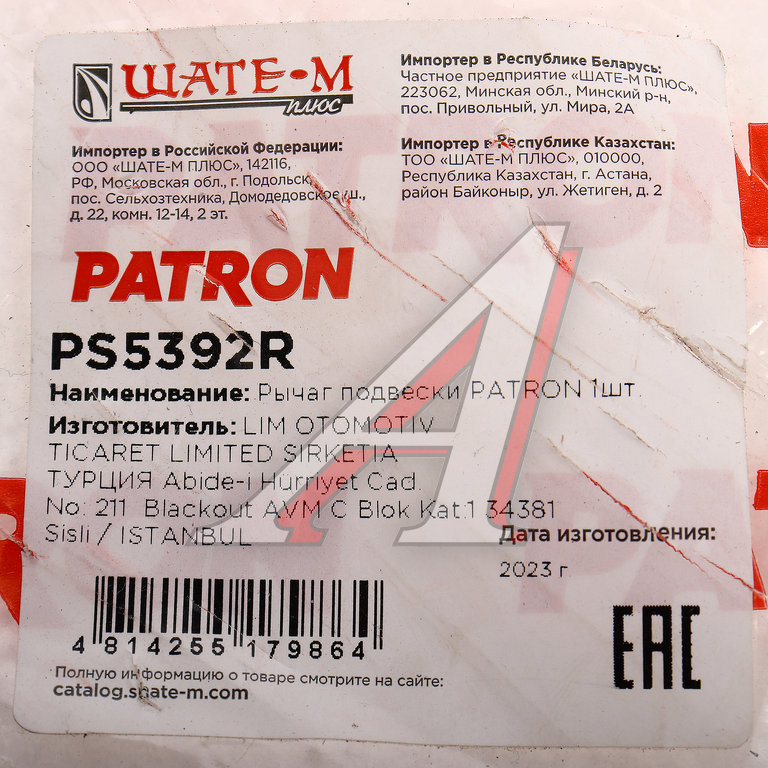 ШАТЕ-М
ПЛЮС
Импортер в Российской Федерации:
ООО «ШАТЕ-М ПЛЮС», 142116,
РФ, Московская обл., г. Подольск,
пос. Сельхозтехника, Домодедовское ш.,
д. 22, комн. 12-14, 2 эт.
Импортер в Республике Беларусь:
Частное предприятие «ШАТЕ-М ПЛЮС»,
223062, Минская обл., Минский р-н,
пос. Привольный, ул. Мира, 2А
Импортер в Республике Казахстан:
ТОО «ШАТЕ-М ПЛЮС», 010000,
Республика Казахстан, г. Астана,
район Байконыр, ул. Жетиген, д. 2
PATRON
PS5392R
Наименование: Рычаг подвески PATRON 1шт.
Изготовитель: LIM OTOMOTIV
TICARET LIMITED SIRKETIA
ТУРЦИЯ Abide-i Hürriyet Cad.
No: 211 Blackout AVM C Blok Kat:1 34381
Sisli / ISTANBUL
Дата изготовления:
2023 г.
4 814255 179864
Полную информацию о товаре смотрите на сайте:
catalog.shate-m.com
EAC